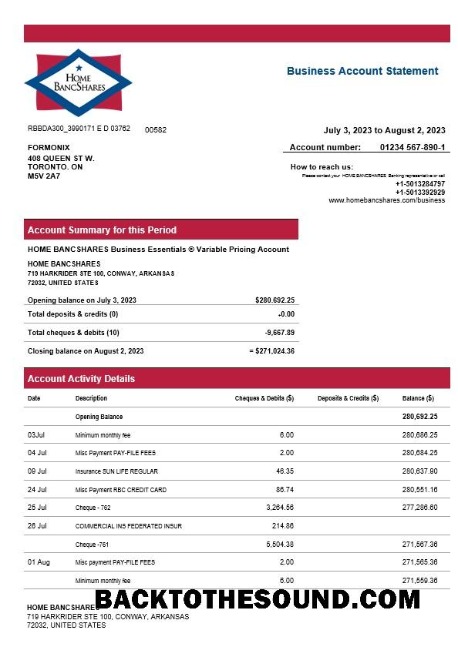 HOME
BANCSHARES
Business Account Statement
RBBDA300_3990171 E D 03762 00582
July 3, 2023 to August 2, 2023
FORMONIX
408 QUEEN ST W.
TORONTO. ON
M5V 2A7
Account number: 01234 567-890-1
How to reach us:
Please contact your HOME BANCSHARES Banking representative or call
+1-5013284797
+1-5013392929
www.homebancshares.com/business
Account Summary for this Period
HOME BANCSHARES Business Essentials ® Variable Pricing Account
HOME BANCSHARES
719 HARKRIDER STE 100, CONWAY, ARKANSAS
72032, UNITED STATES
Opening balance on July 3, 2023 $280,692.25
Total deposits & credits (0) +0.00
Total cheques & debits (10) -9,667.89
Closing balance on August 2, 2023 = $271,024.36
Account Activity Details
Date Description Cheques & Debits ($) Deposits & Credits ($) Balance ($)
Opening Balance 280,692.25
03Jul Minimum monthly fee 6.00 280,686.25
04 Jul Misc Payment PAY-FILE FEES 2.00 280,684.25
09 Jul Insurance SUN LIFE REGULAR 46.35 280,637.90
24 Jul Misc Payment RBC CREDIT CARD 86.74 280,551.16
25 Jul Cheque - 762 3,264.56 277,286.60
26 Jul COMMERCIAL INS FEDERATED INSUR 214.86
Cheque -761 5,504.38 271,567.36
01 Aug Misc payment PAY-FILE FEES 2.00 271,565.36
Minimum monthly fee 6.00 271,559.36
BACKTOTHESOUND.COM
HOME BANCSHARES
719 HARKRIDER STE 100, CONWAY, ARKANSAS
72032, UNITED STATES